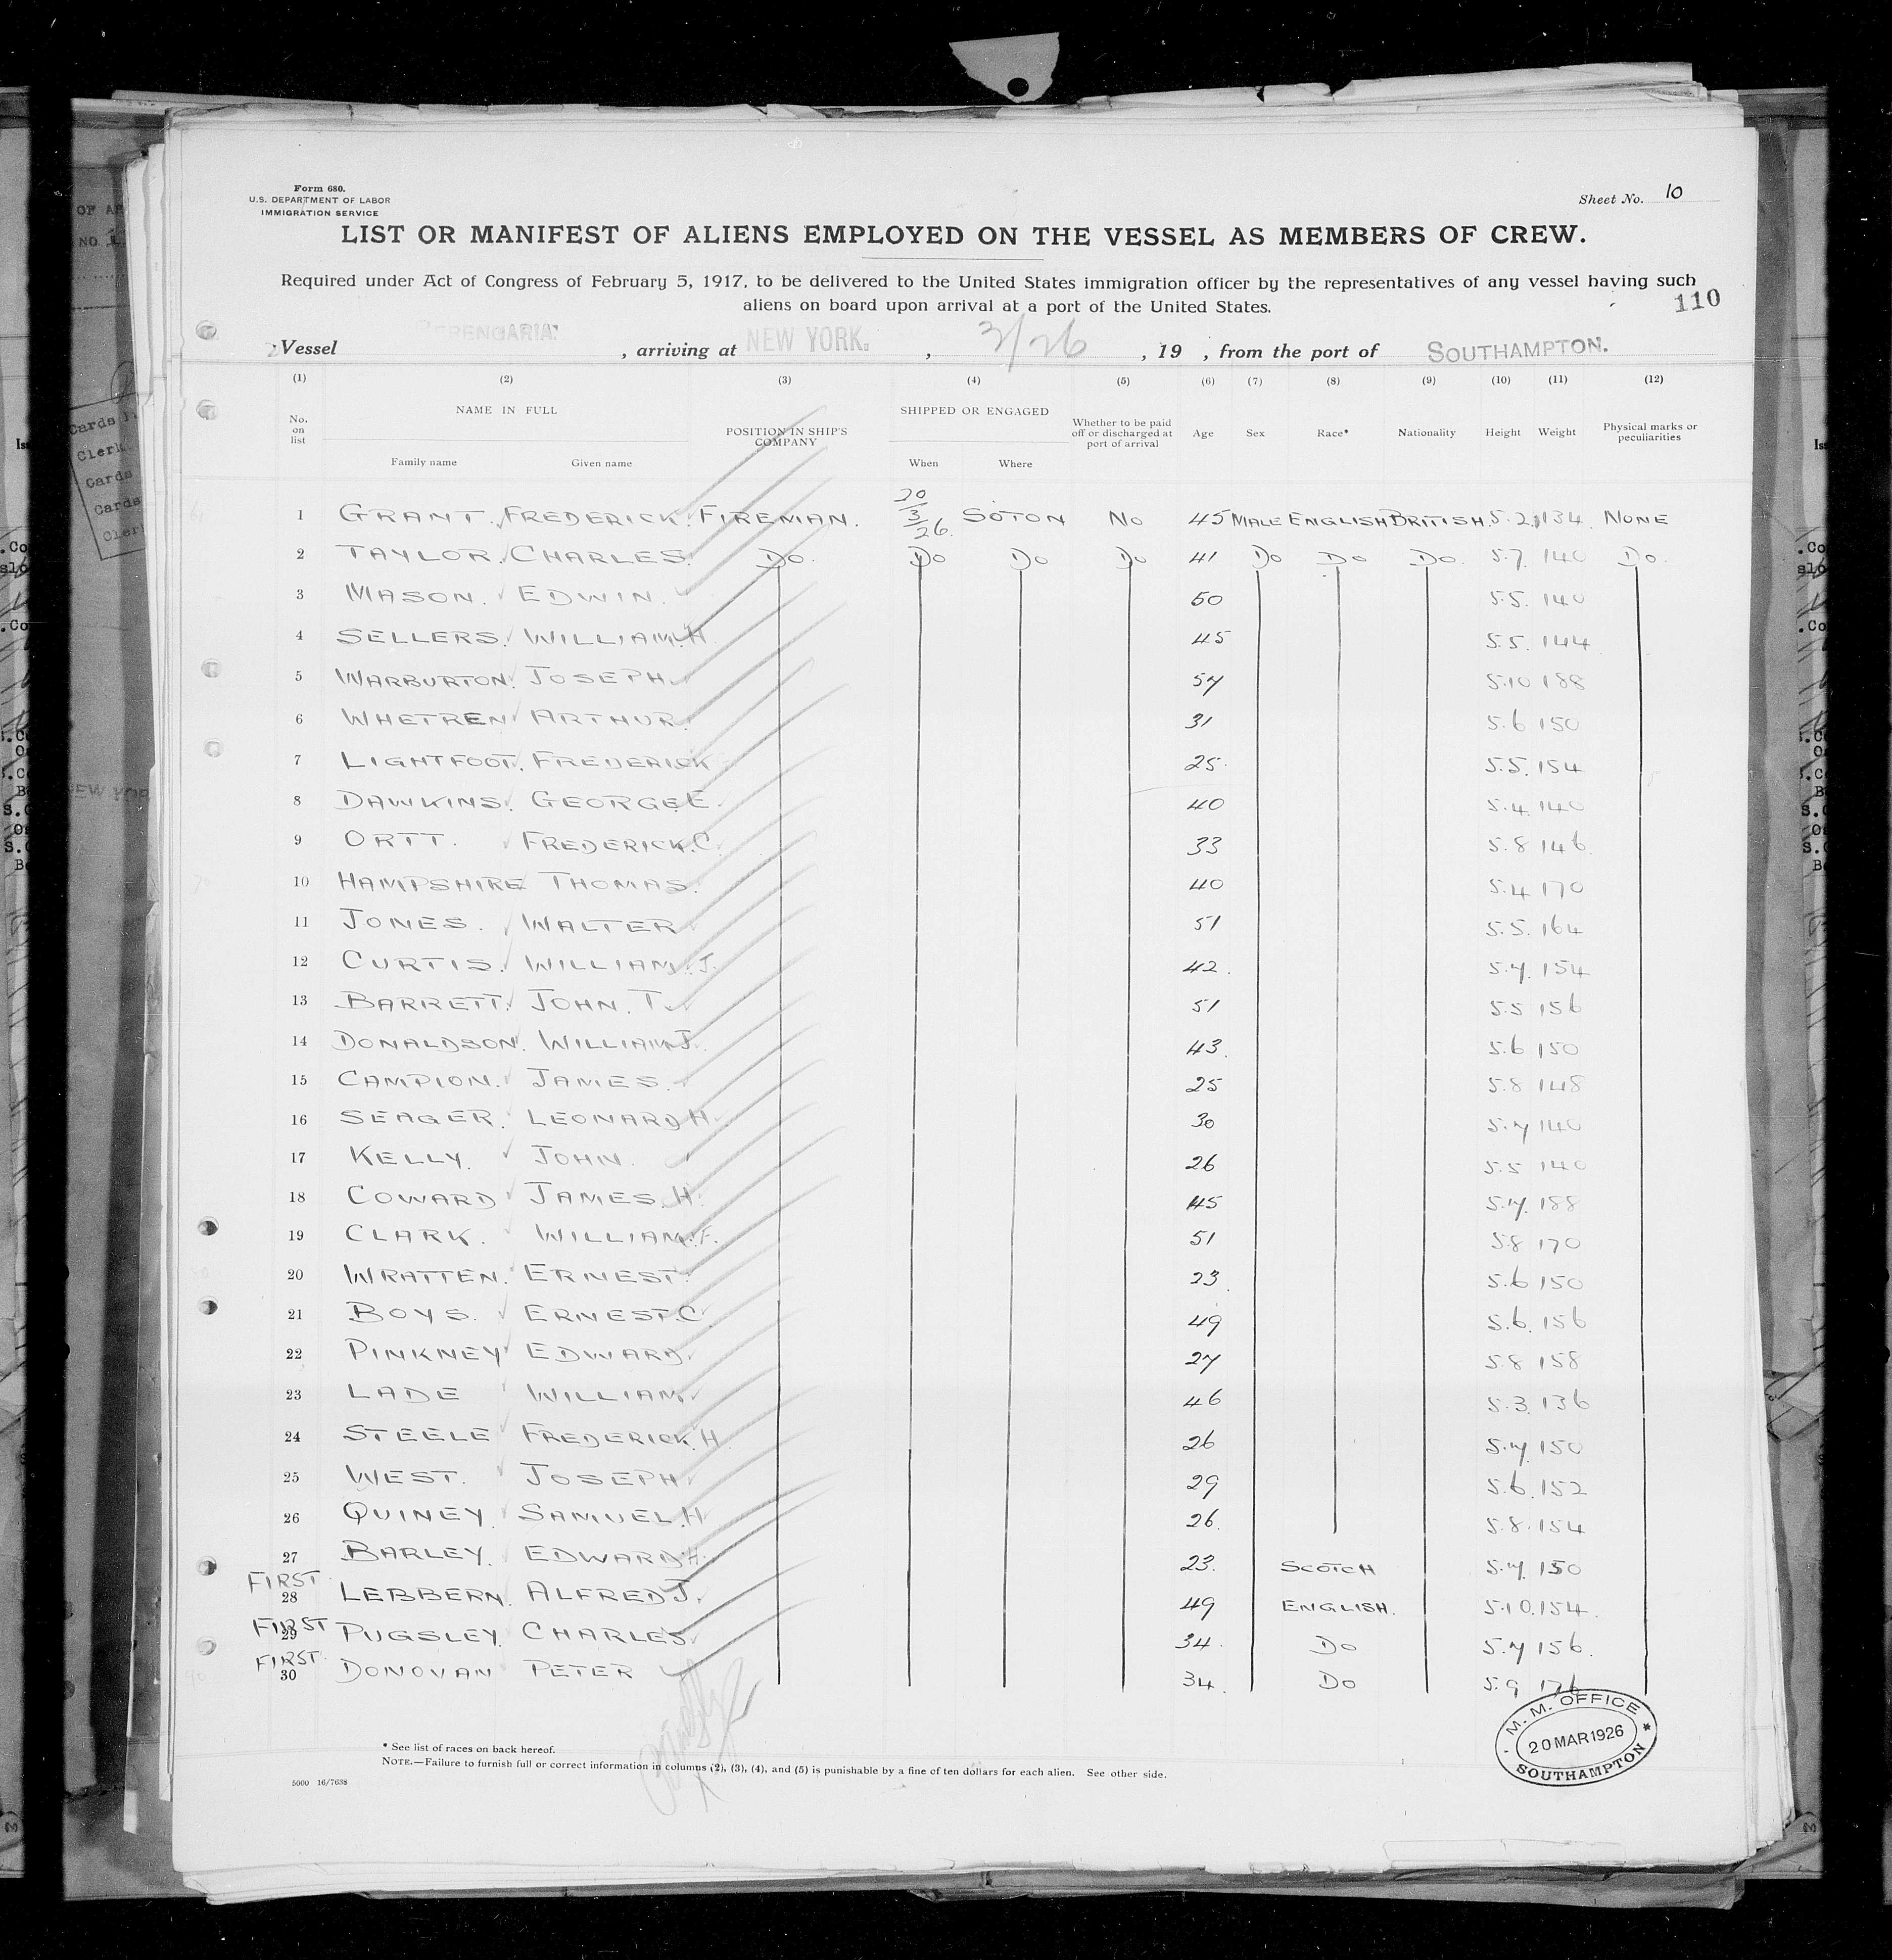 Form 680.
U.S. DEPARTMENT OF LABOR
IMMIGRATION SERVICE
Sheet No. 10
LIST OR MANIFEST OF ALIENS EMPLOYED ON THE VESSEL AS MEMBERS OF CREW.
Required under Act of Congress of February 5, 1917, to be delivered to the United States immigration officer by the representatives of any vessel having such
aliens on board upon arrival at a port of the United States.
110
Vessel BERENGARIA , arriving at NEW YORK. , 3/26 , 19 , from the port of SOUTHAMPTON.
(1) (2) (3) (4) (5) (6) (7) (8) (9) (10) (11) (12)
No. on list NAME IN FULL Family name Given name POSITION IN SHIP'S COMPANY SHIPPED OR ENGAGED When Where Whether to be paid off or discharged at port of arrival Age Sex Race* Nationality Height Weight Physical marks or peculiarities
1 GRANT. FREDERICK. FIREMAN. 20/3/26. SOTON No 45 MALE ENGLISH BRITISH. 5.2 134 NONE
2 TAYLOR. CHARLES. Do. Do Do Do 41 Do Do Do. 5.7. 140 Do.
3 MASON. EDWIN. 50 5.5. 140
4 SELLERS. WILLIAM.H. 45 5.5. 144
5 WARBURTON. JOSEPH. 57 5.10 188
6 WHETREN ARTHUR. 31 5.6 150
7 LIGHTFOOT. FREDERICK 25. 5.5. 154
8 DAWKINS. GEORGE.E. 40 5.4. 140
9 ORTT. FREDERICK.C. 33 5.8 146.
10 HAMPSHIRE THOMAS. 40 5.4 170
11 JONES. WALTER 51 5.5. 164
12 CURTIS. WILLIAM.J. 42. 5.7. 154
13 BARRETT. JOHN.T. 51 5.5 156
14 DONALDSON. WILLIAM.J. 43. 5.6 150
15 CAMPION. JAMES. 25 5.8 148
16 SEAGER. LEONARD H. 30 5.7 140
17 KELLY. JOHN. 26 5.5 140
18 COWARD JAMES.H. 45 5.7. 188
19 CLARK. WILLIAM.F. 51 5.8 170
20 WRATTEN. ERNEST. 23. 5.6 150
21 BOYS. ERNEST.C. 49 5.6. 156
22 PINKNEY EDWARD. 27 5.8 158
23 LADE WILLIAM. 46 5.3. 136
24 STEELE FREDERICK.H. 26 5.7. 150
25 WEST. JOSEPH. 29 5.6. 152
26 QUINEY. SAMUEL.H 26. 5.8. 154
27 BARLEY. EDWARD.H. 23. SCOTCH 5.7. 150
FIRST 28 LEBBERN. ALFRED J. 49 ENGLISH. 5.10. 154.
FIRST 29 PUGSLEY. CHARLES. 34. Do 5.7 156.
FIRST. 30 DONOVAN PETER 34. Do 5.9 176
* See list of races on back hereof.
NOTE.—Failure to furnish full or correct information in columns (2), (3), (4), and (5) is punishable by a fine of ten dollars for each alien. See other side.
5000 16/7638
M. M. OFFICE
20 MAR 1926
SOUTHAMPTON